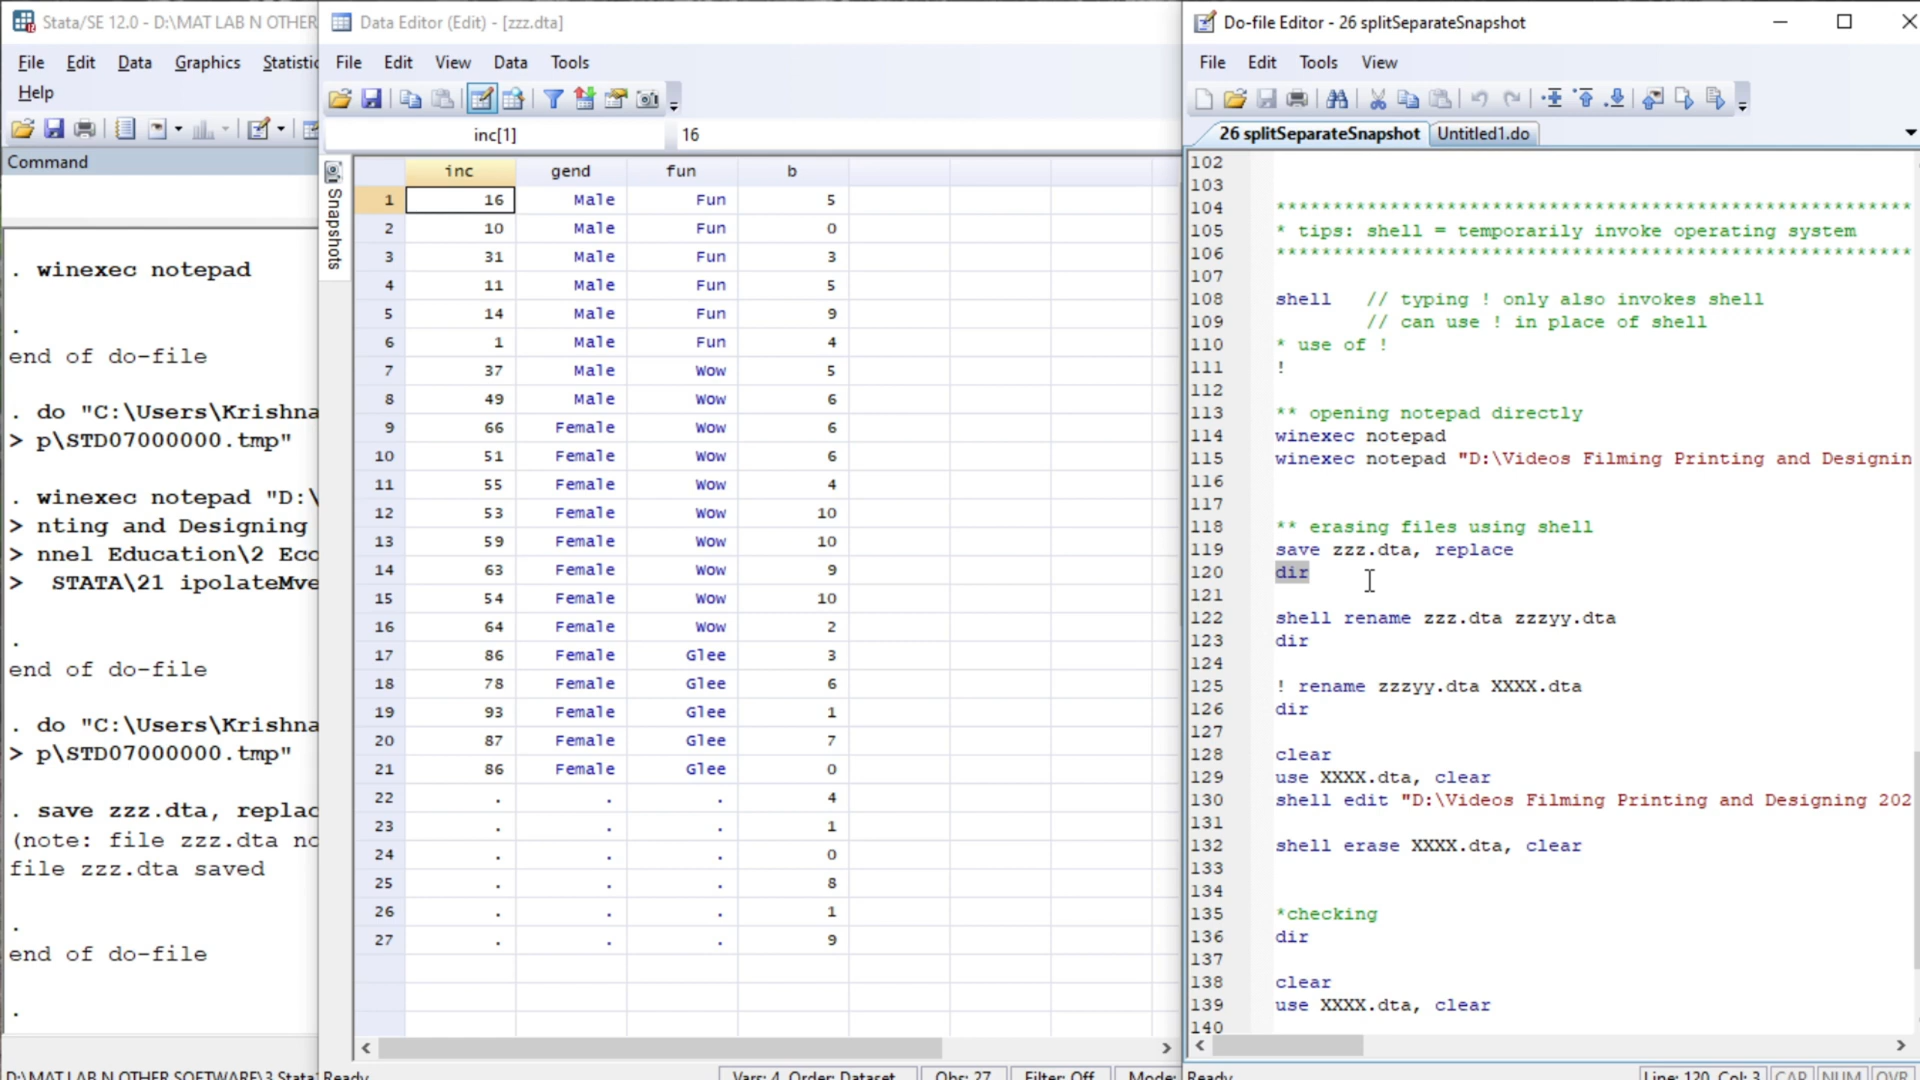 Stata/SE 12.0 - D:\MAT LAB N OTHER
File Edit Data Graphics Statistic
Help
Command
. winexec notepad
.
end of do-file
. do "C:\Users\Krishna
> p\STD07000000.tmp"
. winexec notepad "D:\
> nting and Designing
> nnel Education\2 Eco
> STATA\21 ipolateMve
.
end of do-file
. do "C:\Users\Krishna
> p\STD07000000.tmp"
. save zzz.dta, replac
(note: file zzz.dta no
file zzz.dta saved
.
end of do-file
.
D:\MAT LAB N OTHER SOFTWARE\3 Stata
Data Editor (Edit) - [zzz.dta]
File Edit View Data Tools
inc[1] 16
Snapshots
inc gend fun b
1 16 Male Fun 5
2 10 Male Fun 0
3 31 Male Fun 3
4 11 Male Fun 5
5 14 Male Fun 9
6 1 Male Fun 4
7 37 Male Wow 5
8 49 Male Wow 6
9 66 Female Wow 6
10 51 Female Wow 6
11 55 Female Wow 4
12 53 Female Wow 10
13 59 Female Wow 10
14 63 Female Wow 9
15 54 Female Wow 10
16 64 Female Wow 2
17 86 Female Glee 3
18 78 Female Glee 6
19 93 Female Glee 1
20 87 Female Glee 7
21 86 Female Glee 0
22 . . . 4
23 . . . 1
24 . . . 0
25 . . . 8
26 . . . 1
27 . . . 9
Ready Vars: 4 Order: Dataset Obs: 27 Filter: Off Mode:
Do-file Editor - 26 splitSeparateSnapshot
File Edit Tools View
26 splitSeparateSnapshot Untitled1.do
102
103
104 ********************************************************
105 * tips: shell = temporarily invoke operating system
106 ********************************************************
107
108 shell // typing ! only also invokes shell
109 // can use ! in place of shell
110 * use of !
111 !
112
113 ** opening notepad directly
114 winexec notepad
115 winexec notepad "D:\Videos Filming Printing and Designin
116
117
118 ** erasing files using shell
119 save zzz.dta, replace
120 dir
121
122 shell rename zzz.dta zzzyy.dta
123 dir
124
125 ! rename zzzyy.dta XXXX.dta
126 dir
127
128 clear
129 use XXXX.dta, clear
130 shell edit "D:\Videos Filming Printing and Designing 202
131
132 shell erase XXXX.dta, clear
133
134
135 *checking
136 dir
137
138 clear
139 use XXXX.dta, clear
140
Ready Line: 120, Col: 3 CAP NUM OVR